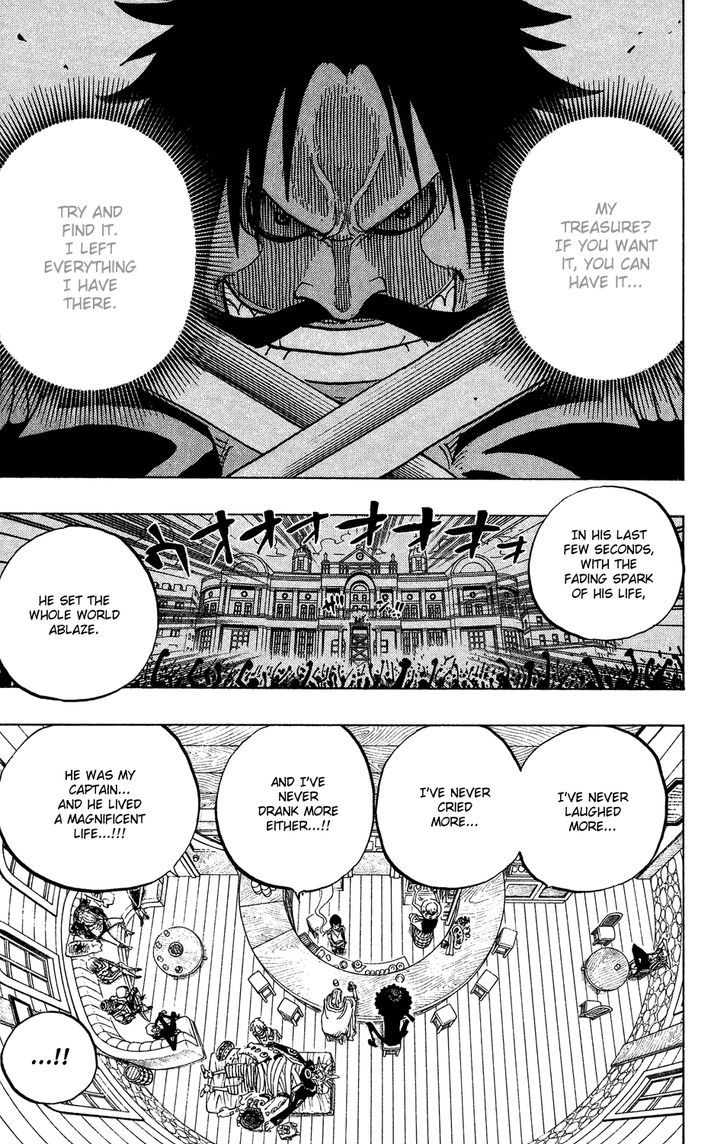 MY
TREASURE?
IF YOU WANT
IT, YOU CAN
HAVE IT...
TRY AND
FIND IT.
I LEFT
EVERYTHING
I HAVE
THERE.
IN HIS LAST
FEW SECONDS,
WITH THE
FADING SPARK
OF HIS LIFE,
ウオオオオオオ
HE SET THE
WHOLE WORLD
ABLAZE.
I'VE NEVER
LAUGHED
MORE...
I'VE NEVER
CRIED
MORE...
AND I'VE
NEVER
DRANK MORE
EITHER...!!
HE WAS MY
CAPTAIN...
AND HE LIVED
A MAGNIFICENT
LIFE...!!!
...!!